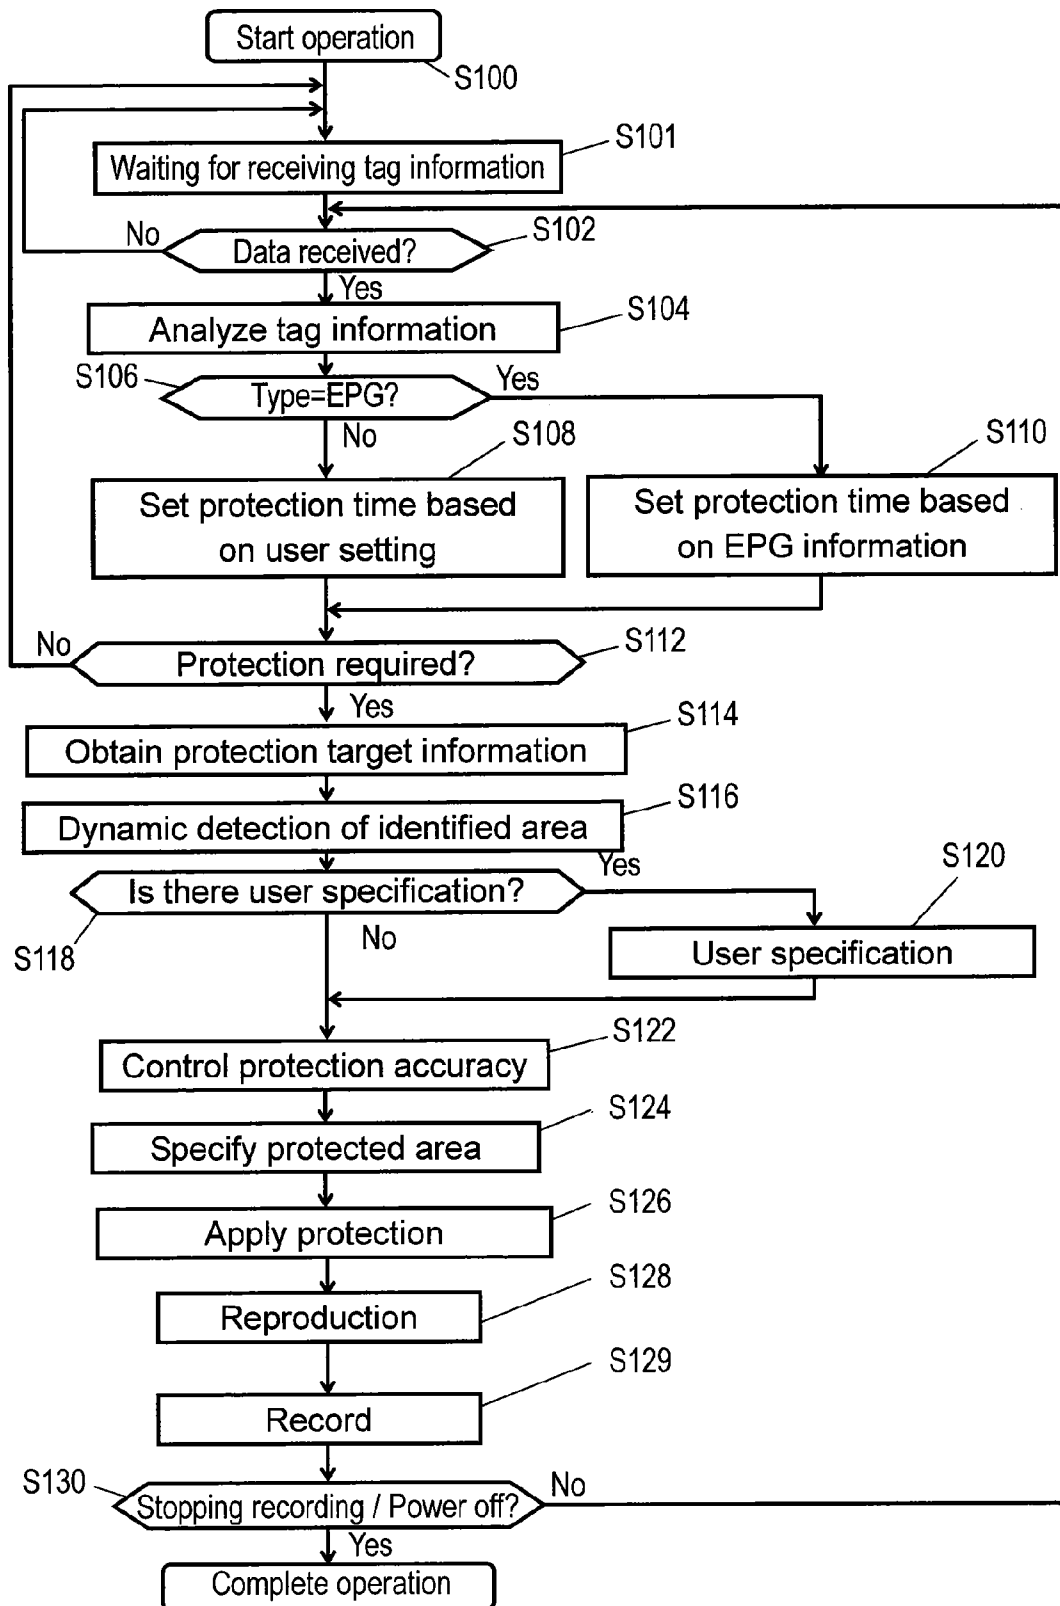 Start operation
S100
S101
Waiting for receiving tag information
No
S102
Data received?
Yes
S104
Analyze tag information
S106
Type=EPG?
Yes
No
S108
S110
Set protection time based
on user setting
Set protection time based
on EPG information
No
S112
Protection required?
Yes
S114
Obtain protection target information
S116
Dynamic detection of identified area
Yes
S120
Is there user specification?
S118
No
User specification
S122
Control protection accuracy
S124
Specify protected area
S126
Apply protection
S128
Reproduction
S129
Record
S130
No
Stopping recording / Power off?
Yes
Complete operation